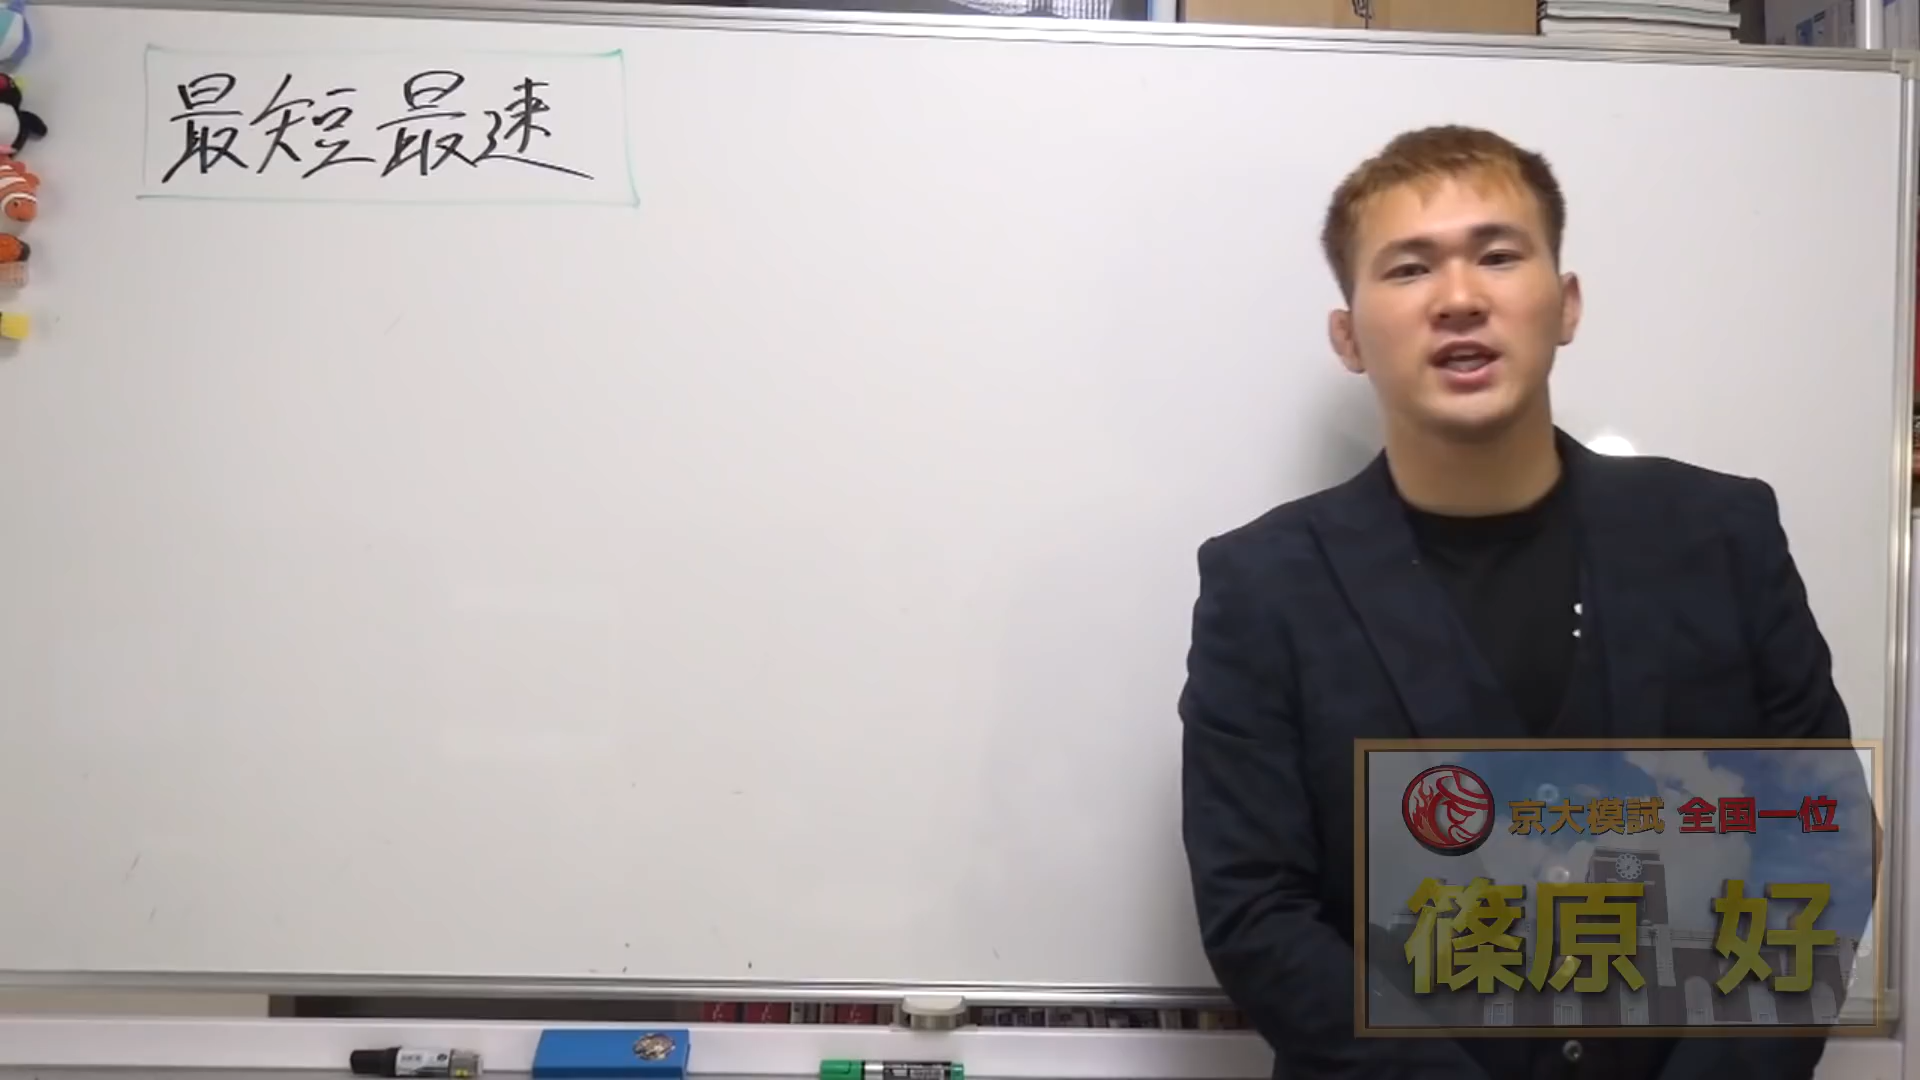 最短最速
京大模試 全国一位
篠原 好